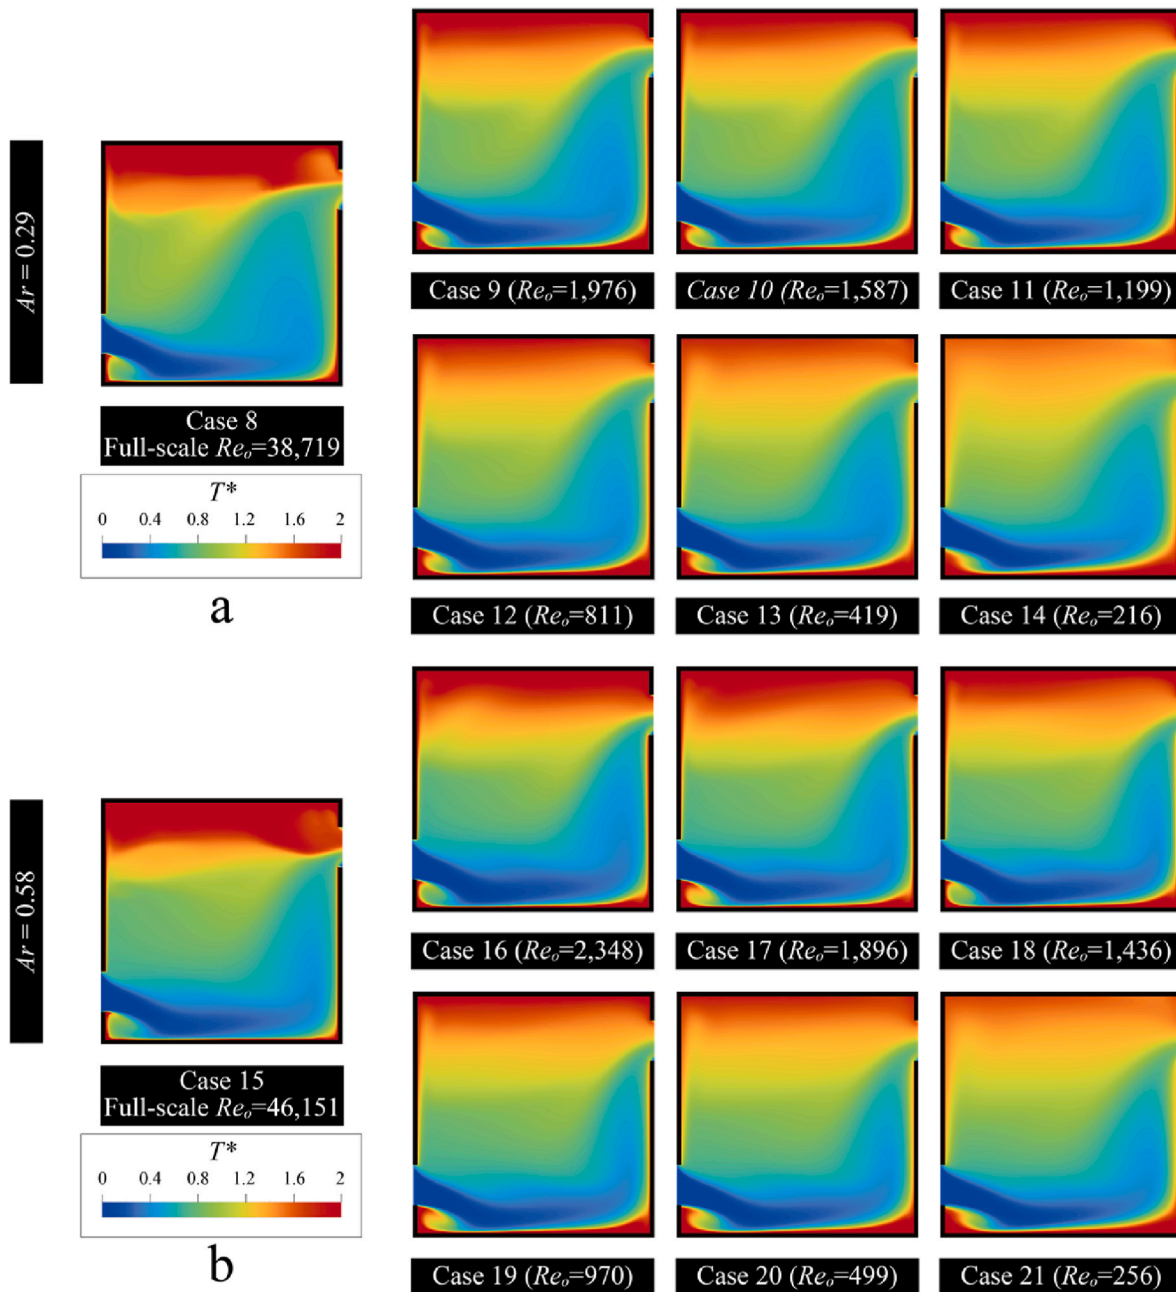 Ar = 0.29
Case 8
Full-scale Reo=38,719
T*
0 0.4 0.8 1.2 1.6 2
a
Case 9 (Reo=1,976)
Case 10 (Reo=1,587)
Case 11 (Reo=1,199)
Case 12 (Reo=811)
Case 13 (Reo=419)
Case 14 (Reo=216)
Ar = 0.58
Case 15
Full-scale Reo=46,151
T*
0 0.4 0.8 1.2 1.6 2
b
Case 16 (Reo=2,348)
Case 17 (Reo=1,896)
Case 18 (Reo=1,436)
Case 19 (Reo=970)
Case 20 (Reo=499)
Case 21 (Reo=256)